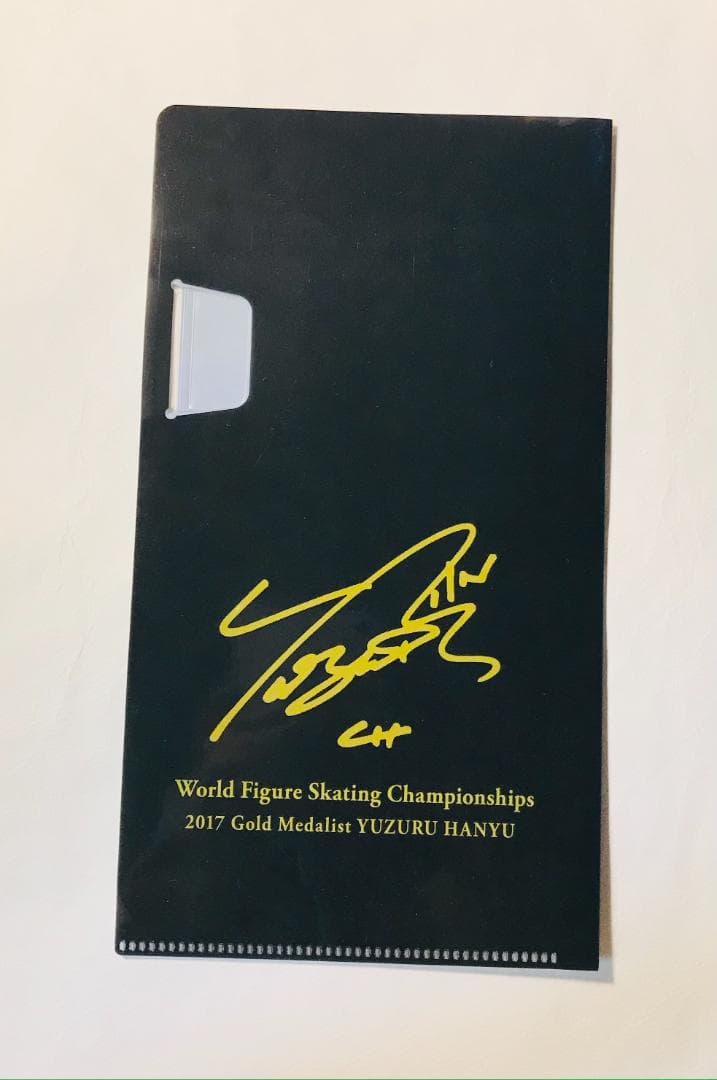 World Figure Skating Championships
2017 Gold Medalist YUZURU HANYU